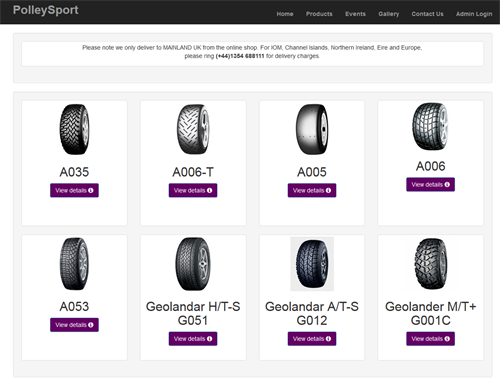 PolleySport
Home Products Events Gallery Contact Us Admin Login
Please note we only deliver to MAINLAND UK from the online shop. For IOM, Channel islands, Northern Ireland, Eire and Europe,
please ring (+44)1354 688111 for delivery charges.
A035 A006-T A005 A006
View details View details View details View details
A053 Geolandar H/T-S G051 Geolandar A/T-S G012 Geolander M/T+ G001C
View details View details View details View details